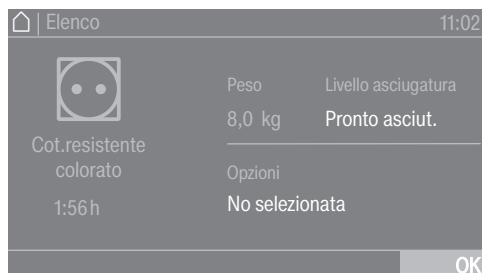 Elenco
11:02
Peso
Livello asciugatura
8,0 kg
Pronto asciut.
Cot.resistente
colorato
1:56 h
Opzioni
No selezionata
OK